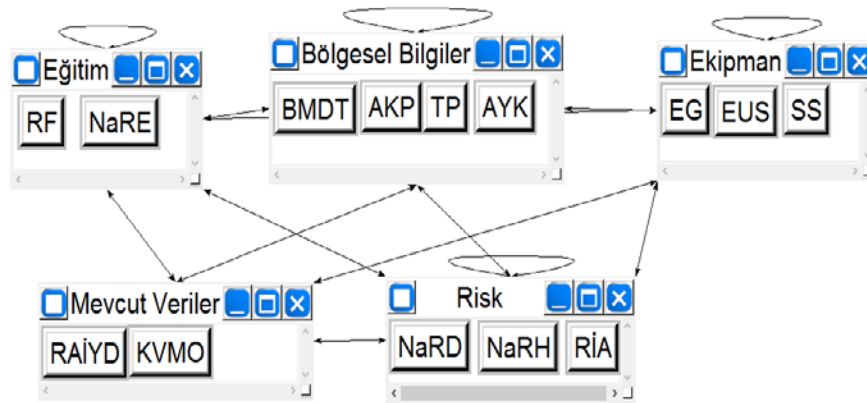 Eğitim
RF NaRE
Bölgesel Bilgiler
BMDT AKP TP AYK
Ekipman
EG EUS SS
Mevcut Veriler
RAİYD KVMO
Risk
NaRD NaRH RİA